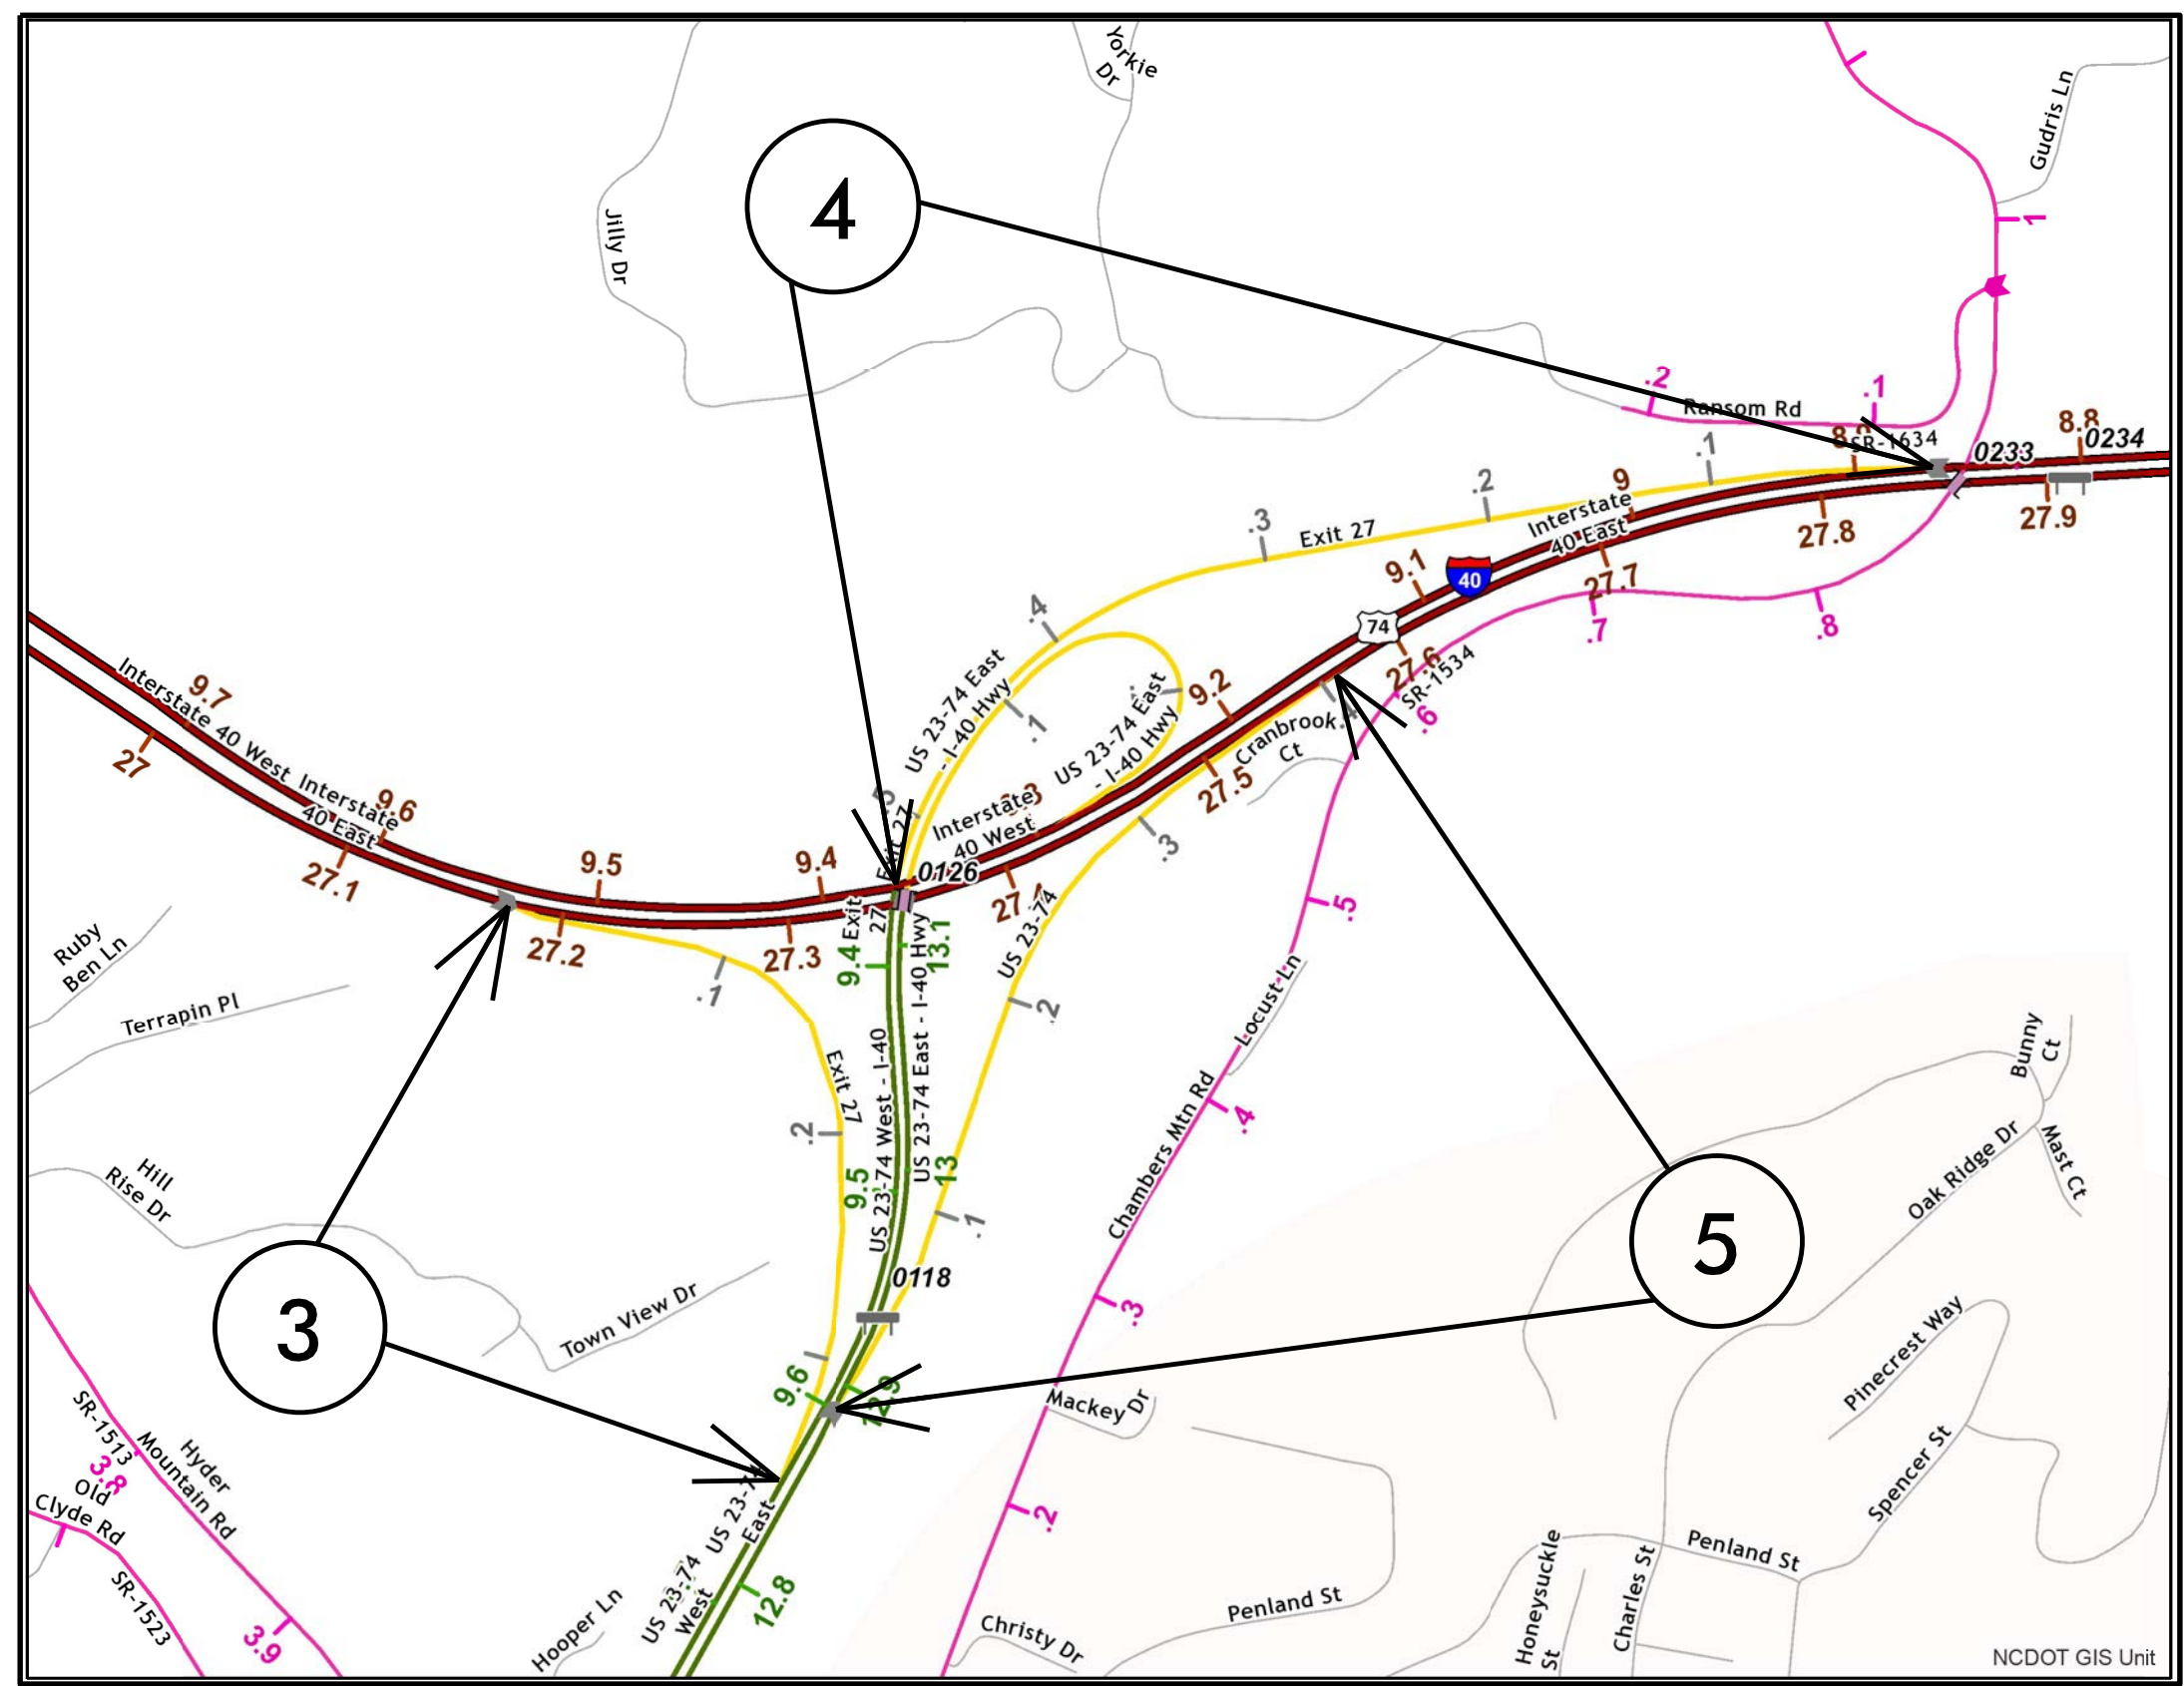 Yorkie
Dr
Gudris Ln
4
Jilly Dr
1
.2
.1
Ransom Rd
SR-1634
8.8
0233
0234
.1
.2
9
.3
Exit 27
Interstate
40 East
27.8
27.9
9.1
40
27.7
.4
74
.7
.8
27.6
SR-1534
.6
US 23-74 East
- I-40 Hwy
9.2
.1
US 23-74 East
- I-40 Hwy
Cranbrook
Ct
9.7
Interstate 40 West
27
Interstate
40 East
9.6
27.5
Interstate
40 West
Exit 27
.3
27.1
9.5
9.4
0126
Exit
27
.5
27.2
27.3
9.4
13.1
US 23-74
Ruby
Ben Ln
Terrapin Pl
.1
.2
Locust Ln
Exit 27
US 23-74 West - I-40
US 23-74 East - I-40 Hwy
Bunny
Ct
.4
Chambers Mtn Rd
.2
Hill
Rise Dr
9.5
13
.1
Oak Ridge Dr
Mast Ct
5
0118
3
Town View Dr
.3
Pinecrest Way
9.6
12.9
Mackey Dr
SR-1513
3.8
Hyder
Mountain Rd
Old
Clyde Rd
Spencer St
US 23-74
East
.2
SR-1523
US 23-74
West
12.8
Penland St
Honeysuckle
St
Charles St
Penland St
3.9
Hooper Ln
Christy Dr
NCDOT GIS Unit